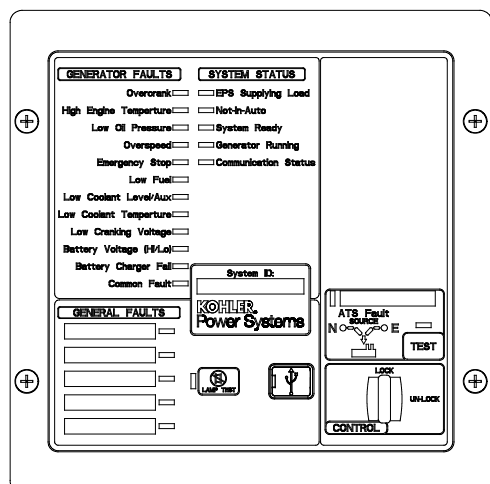 GENERATOR FAULTS
Overcrank
High Engine Temperture
Low Oil Pressure
Overspeed
Emergency Stop
Low Fuel
Low Coolant Level/Aux
Low Coolant Temperture
Low Cranking Voltage
Battery Voltage (Hi/Lo)
Battery Charger Fail
Common Fault
SYSTEM STATUS
EPS Supplying Load
Not-In-Auto
System Ready
Generator Running
Communication Status
System ID:
KOHLER.
Power Systems
GENERAL FAULTS
LAMP TEST
ATS Fault
SOURCE
N E
TEST
LOCK
UN-LOCK
CONTROL